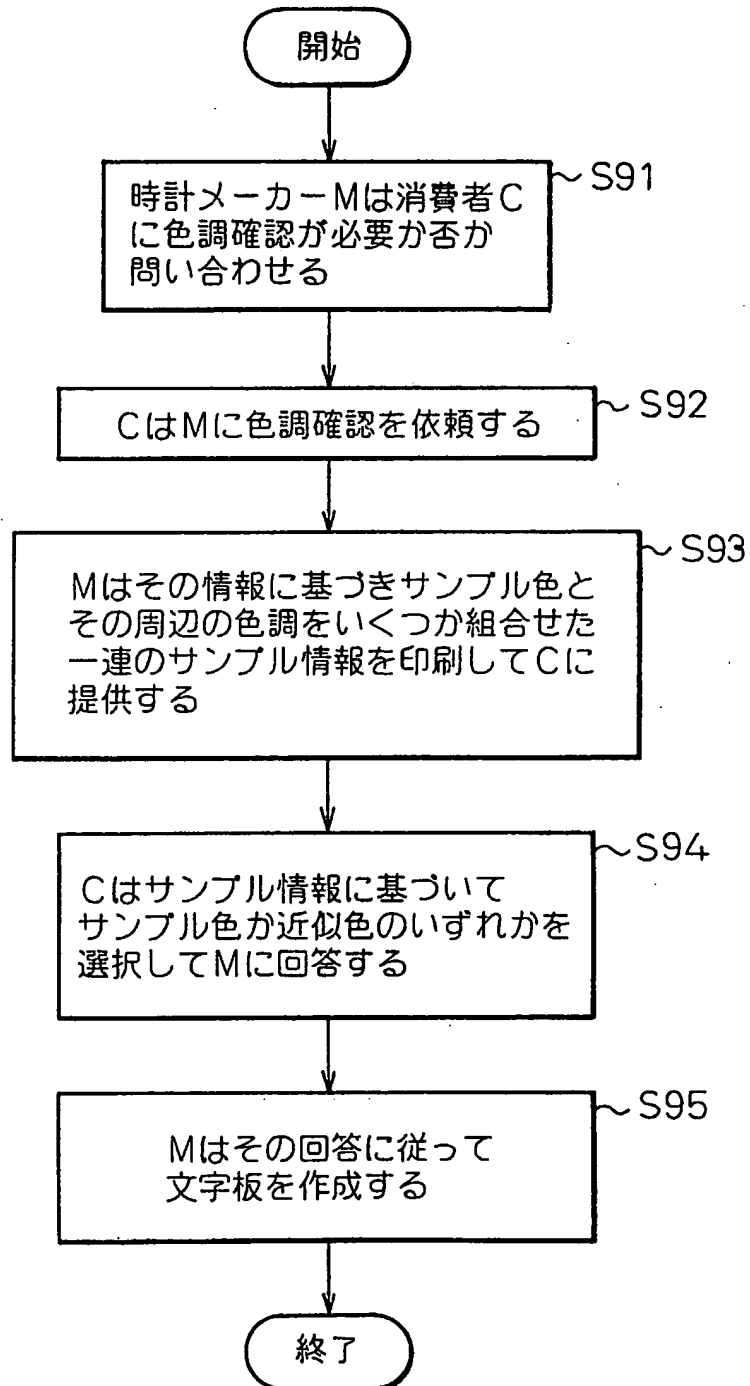 開始
時計メーカーMは消費者C
に色調確認が必要か否か
問い合わせる
S91
CはMに色調確認を依頼する
S92
Mはその情報に基づきサンプル色と
その周辺の色調をいくつか組合せた
一連のサンプル情報を印刷してCに
提供する
S93
Cはサンプル情報に基づいて
サンプル色か近似色のいずれかを
選択してMに回答する
S94
Mはその回答に従って
文字板を作成する
S95
終了